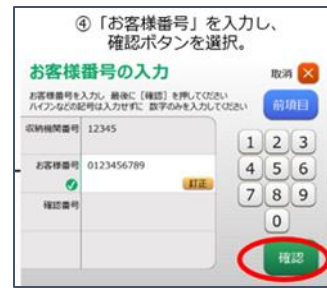 ④「お客様番号」を入力し、
確認ボタンを選択。
お客様番号の入力
取消
お客様番号を入力し 最後に [確認] を押してください
ハイフンなどの記号は入力せずに 数字のみを入力してください
前項目
収納機関番号 12345
お客様番号 0123456789
訂正
確認番号
1 2 3
4 5 6
7 8 9
0
確認